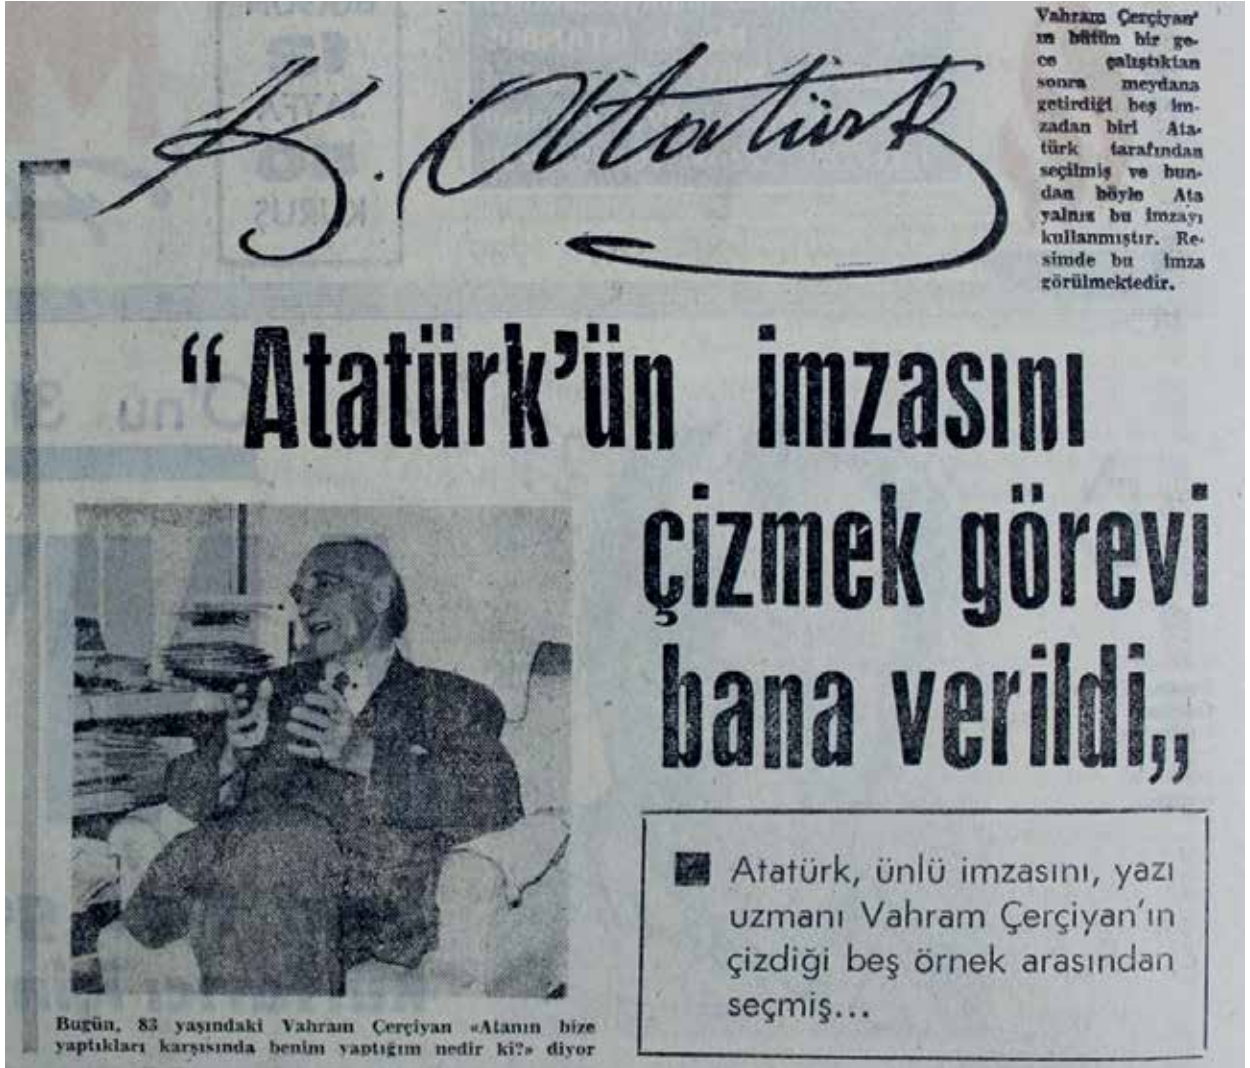 K. Atatürk
Vahram Çerçiyan'
ın bütün bir ge-
ce çalıştıktan
sonra meydana
getirdiği beş im-
zadan biri Ata-
türk tarafından
seçilmiş ve bun-
dan böyle Ata
yalnız bu imzayı
kullanmıştır. Re-
simde bu imza
görülmektedir.
“Atatürk’ün imzasını
çizmek görevi
bana verildi„
■ Atatürk, ünlü imzasını, yazı
uzmanı Vahram Çerçiyan’ın
çizdiği beş örnek arasından
seçmiş...
Bugün, 83 yaşındaki Vahram Çerçiyan «Atanın bize
yaptıkları karşısında benim yaptığım nedir ki?» diyor